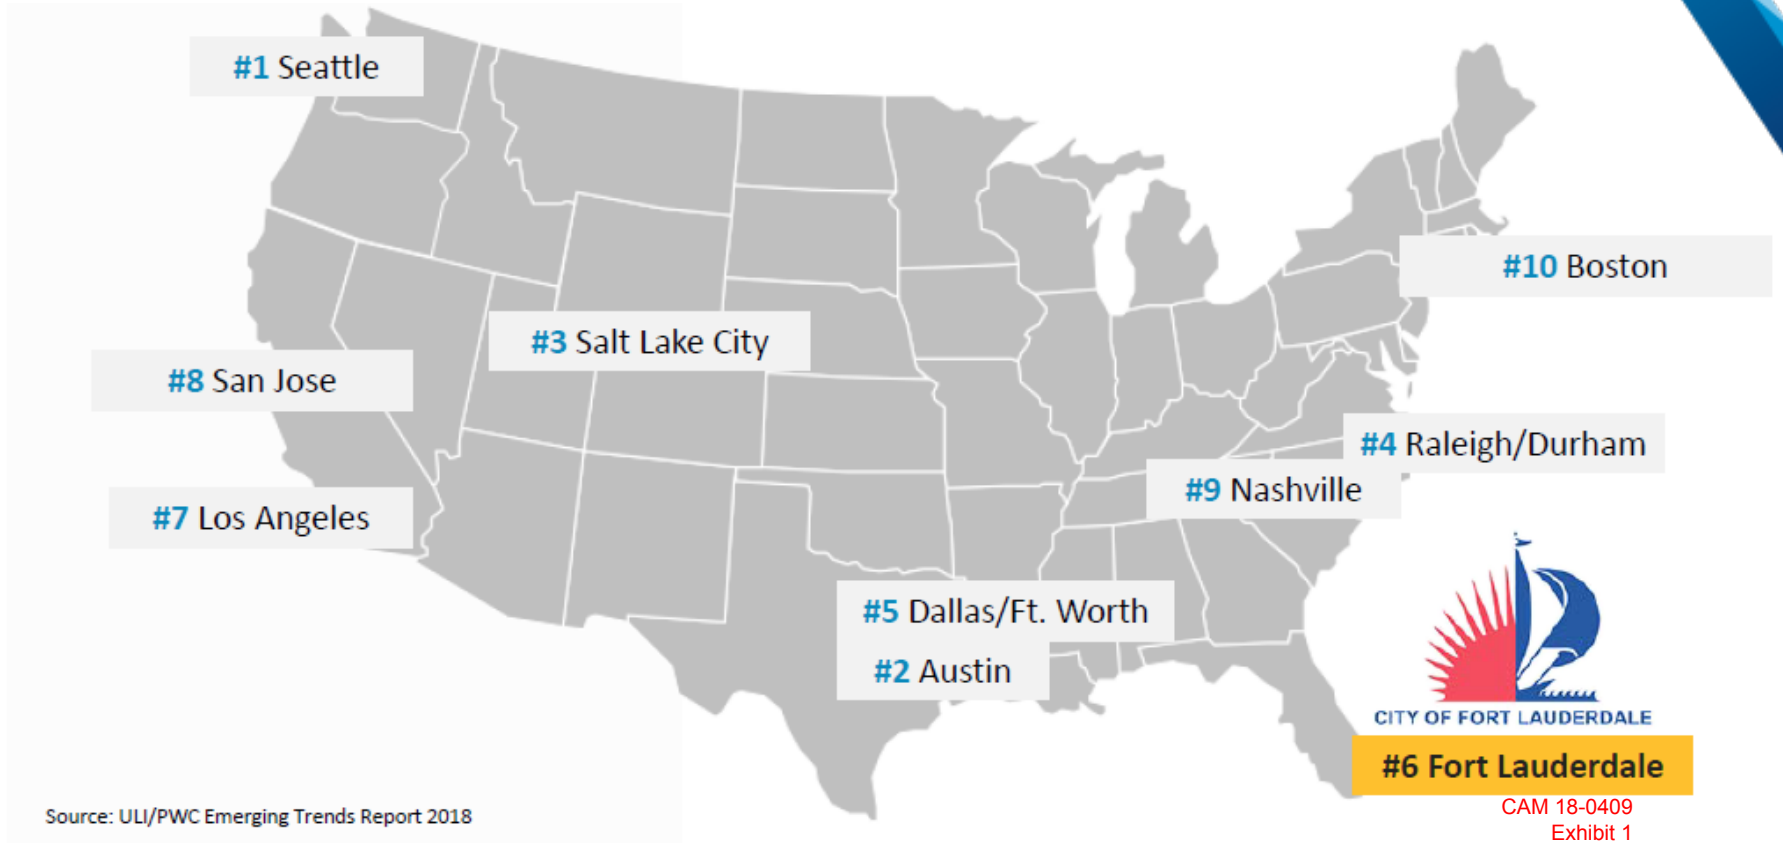 #1 Seattle
#10 Boston
#3 Salt Lake City
#8 San Jose
#4 Raleigh/Durham
#9 Nashville
#7 Los Angeles
#5 Dallas/Ft. Worth
#2 Austin
CITY OF FORT LAUDERDALE
#6 Fort Lauderdale
CAM 18-0409
Exhibit 1
Source: ULI/PWC Emerging Trends Report 2018